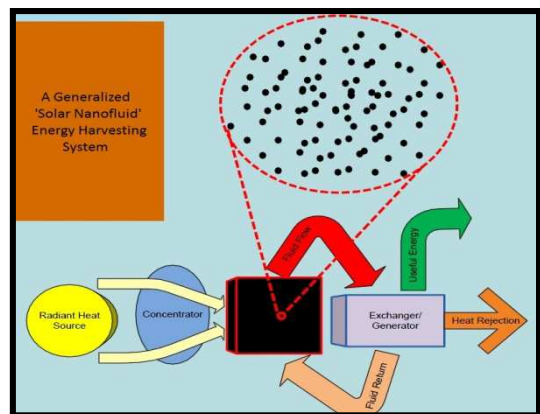 A Generalized
'Solar Nanofluid'
Energy Harvesting
System
Fluid Flow
Useful Energy
Radiant Heat
Source
Concentrator
Exchanger/
Generator
Heat Rejection
Fluid Return